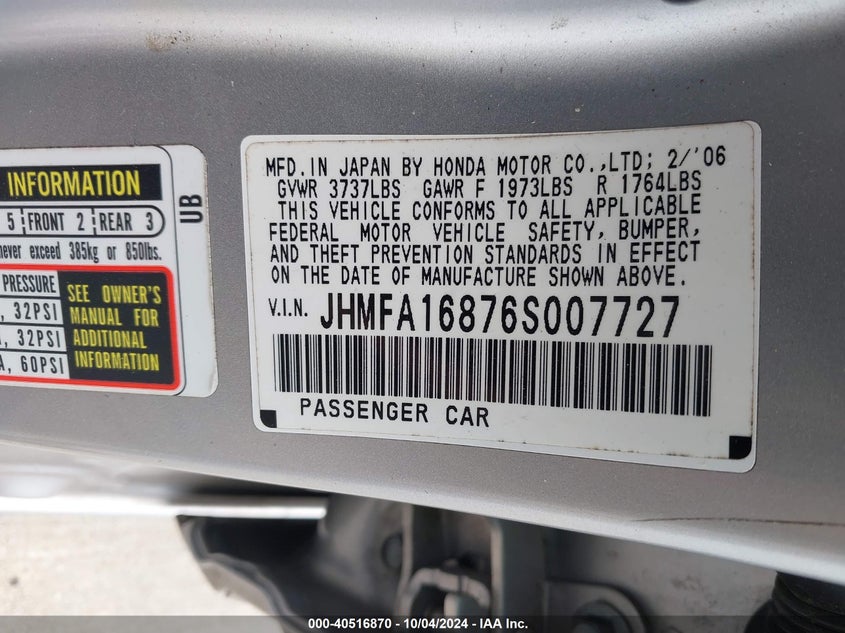 INFORMATION
5 FRONT 2 REAR 3
never exceed 385kg or 850lbs.
PRESSURE
, 32PSI
, 32PSI
A, 60PSI
SEE OWNER'S
MANUAL FOR
ADDITIONAL
INFORMATION
UB
MFD. IN JAPAN BY HONDA MOTOR CO.,LTD; 2/'06
GVWR 3737LBS GAWR F 1973LBS R 1764LBS
THIS VEHICLE CONFORMS TO ALL APPLICABLE
FEDERAL MOTOR VEHICLE SAFETY, BUMPER,
AND THEFT PREVENTION STANDARDS IN EFFECT
ON THE DATE OF MANUFACTURE SHOWN ABOVE.
V.I.N. JHMFA16876S007727
PASSENGER CAR
000-40516870 - 10/04/2024 - IAA, Inc.